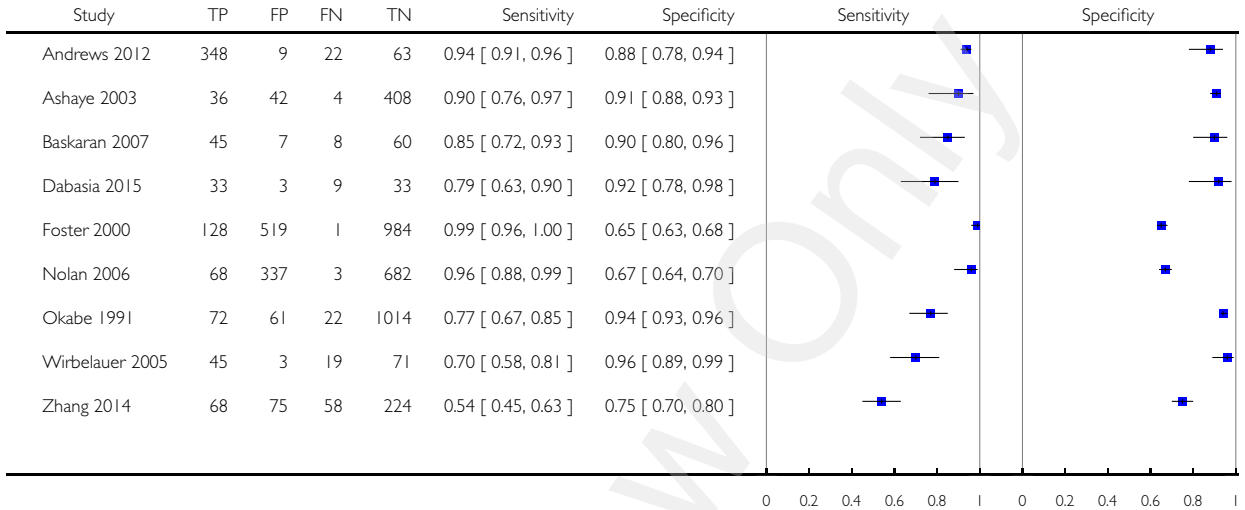 Study TP FP FN TN Sensitivity Specificity Sensitivity Specificity
Andrews 2012 348 9 22 63 0.94 [ 0.91, 0.96 ] 0.88 [ 0.78, 0.94 ]
Ashaye 2003 36 42 4 408 0.90 [ 0.76, 0.97 ] 0.91 [ 0.88, 0.93 ]
Baskaran 2007 45 7 8 60 0.85 [ 0.72, 0.93 ] 0.90 [ 0.80, 0.96 ]
Dabasia 2015 33 3 9 33 0.79 [ 0.63, 0.90 ] 0.92 [ 0.78, 0.98 ]
Foster 2000 128 519 1 984 0.99 [ 0.96, 1.00 ] 0.65 [ 0.63, 0.68 ]
Nolan 2006 68 337 3 682 0.96 [ 0.88, 0.99 ] 0.67 [ 0.64, 0.70 ]
Okabe 1991 72 61 22 1014 0.77 [ 0.67, 0.85 ] 0.94 [ 0.93, 0.96 ]
Wirbelauer 2005 45 3 19 71 0.70 [ 0.58, 0.81 ] 0.96 [ 0.89, 0.99 ]
Zhang 2014 68 75 58 224 0.54 [ 0.45, 0.63 ] 0.75 [ 0.70, 0.80 ]
0 0.2 0.4 0.6 0.8 1 0 0.2 0.4 0.6 0.8 1
w Only